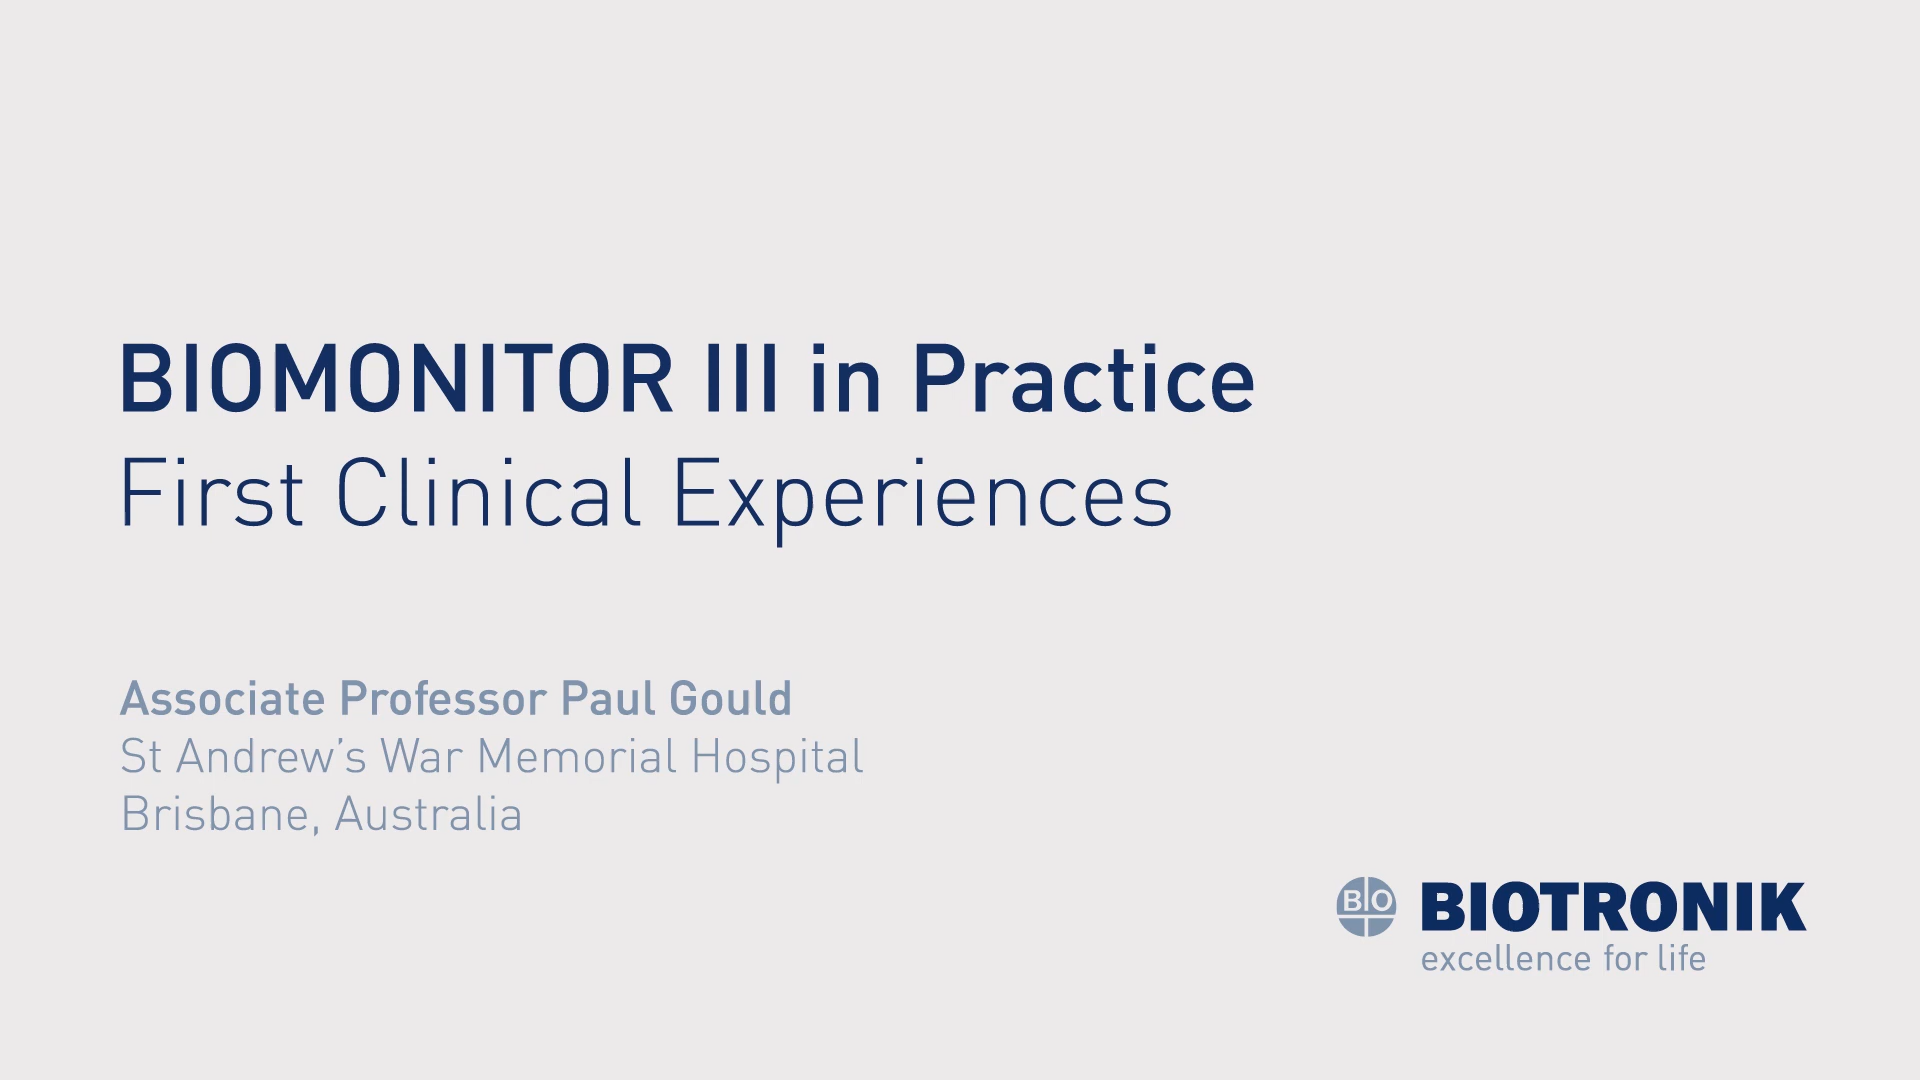 BIOMONITOR III in Practice
First Clinical Experiences
Associate Professor Paul Gould
St Andrew’s War Memorial Hospital
Brisbane, Australia
BIO BIOTRONIK
excellence for life